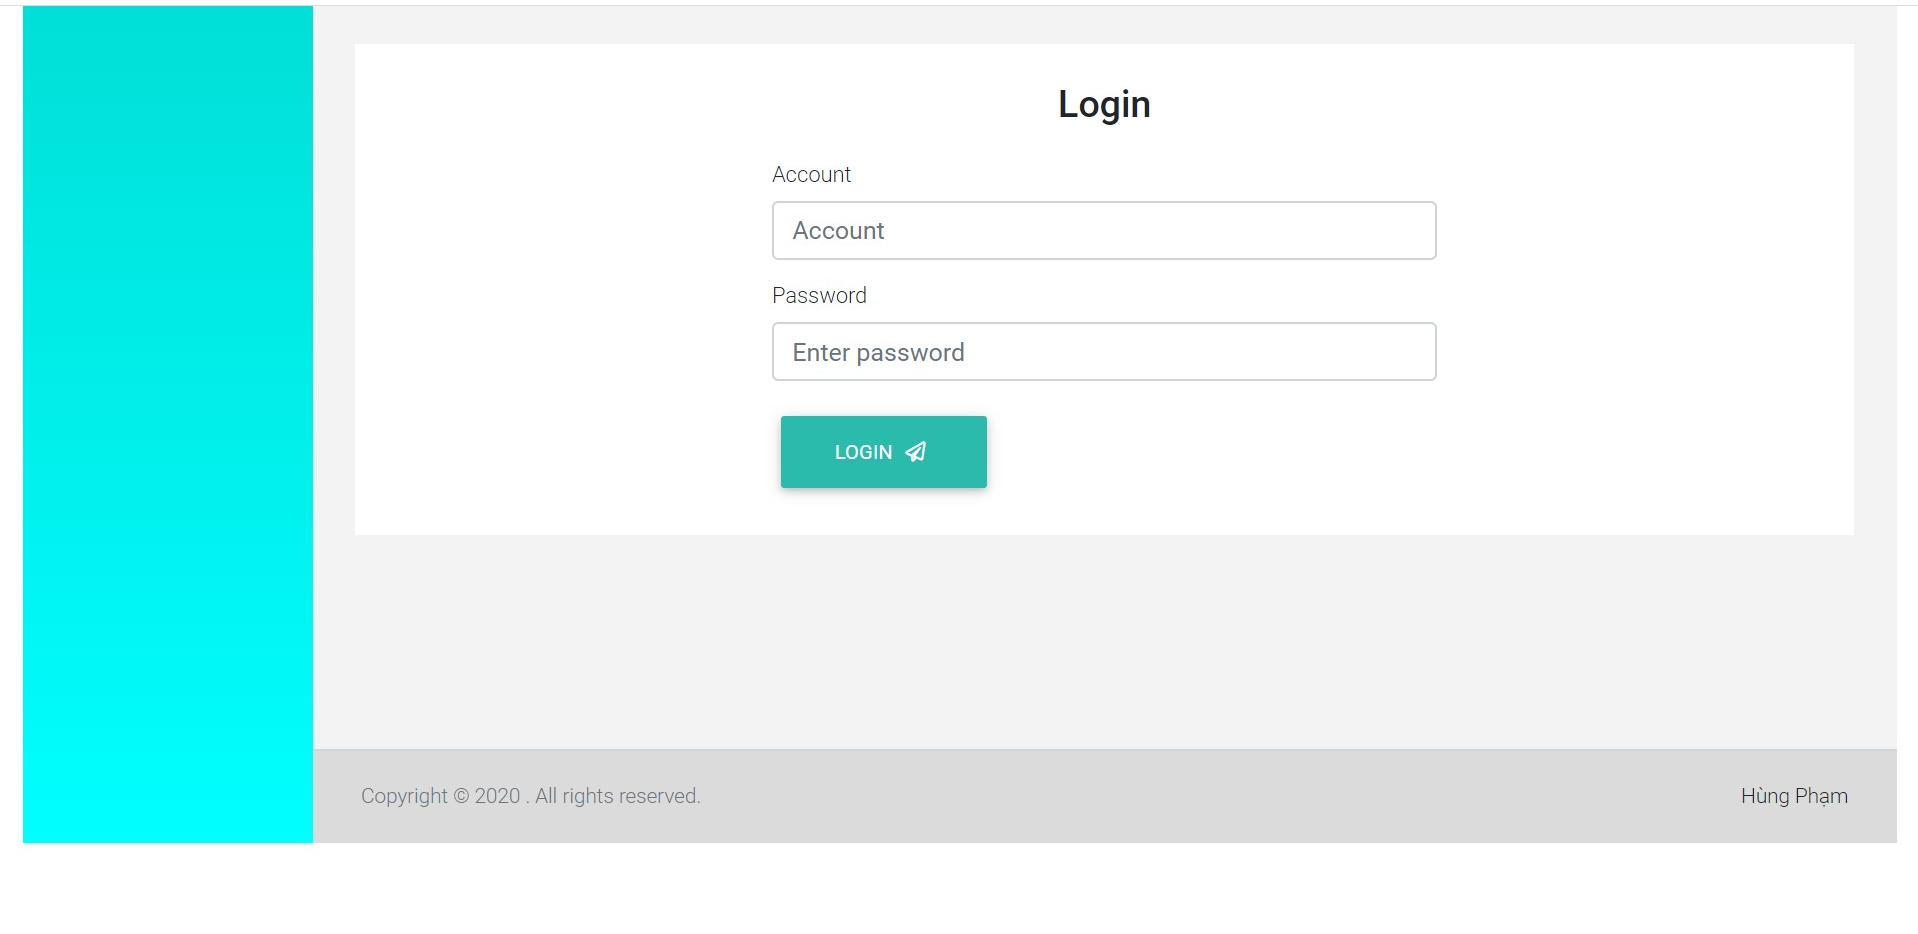 Login
Account
Account
Password
Enter password
LOGIN
Copyright © 2020 . All rights reserved.
Hùng Phạm